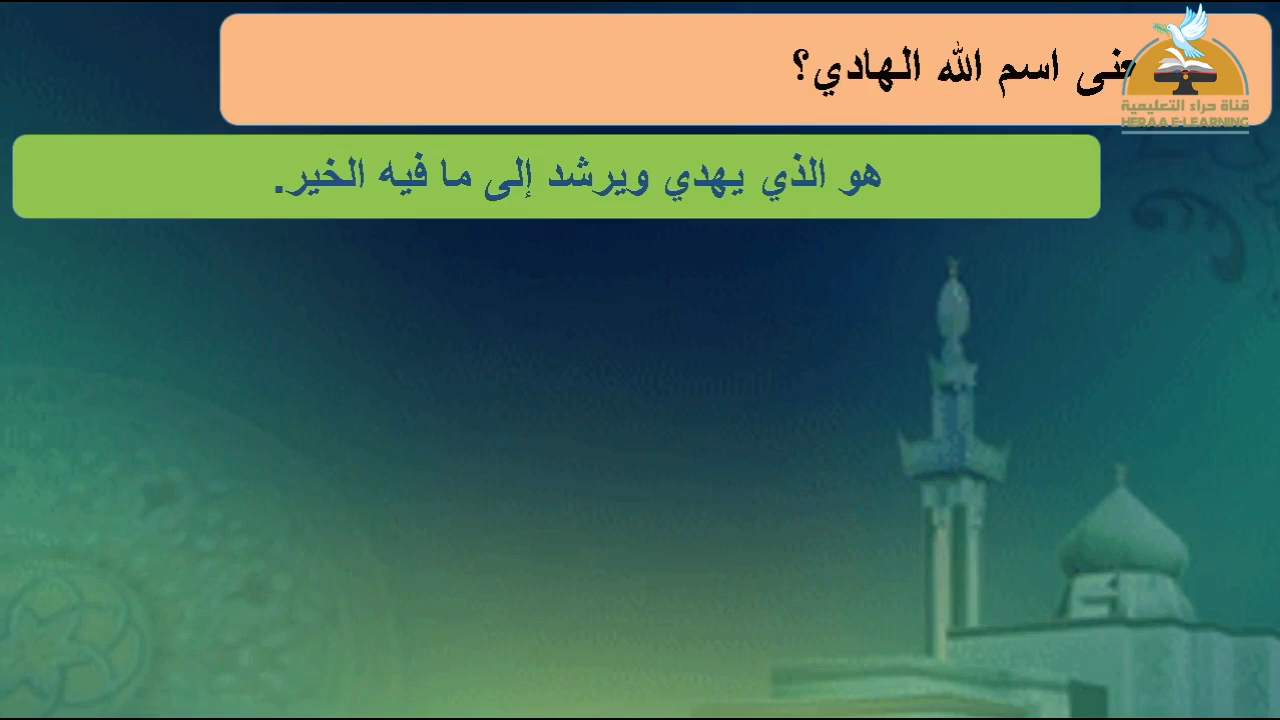 عنى اسم الله الهادي؟
قناة حراء التعليمية
HERAA E-LEARNING
هو الذي يهدي ويرشد إلى ما فيه الخير.